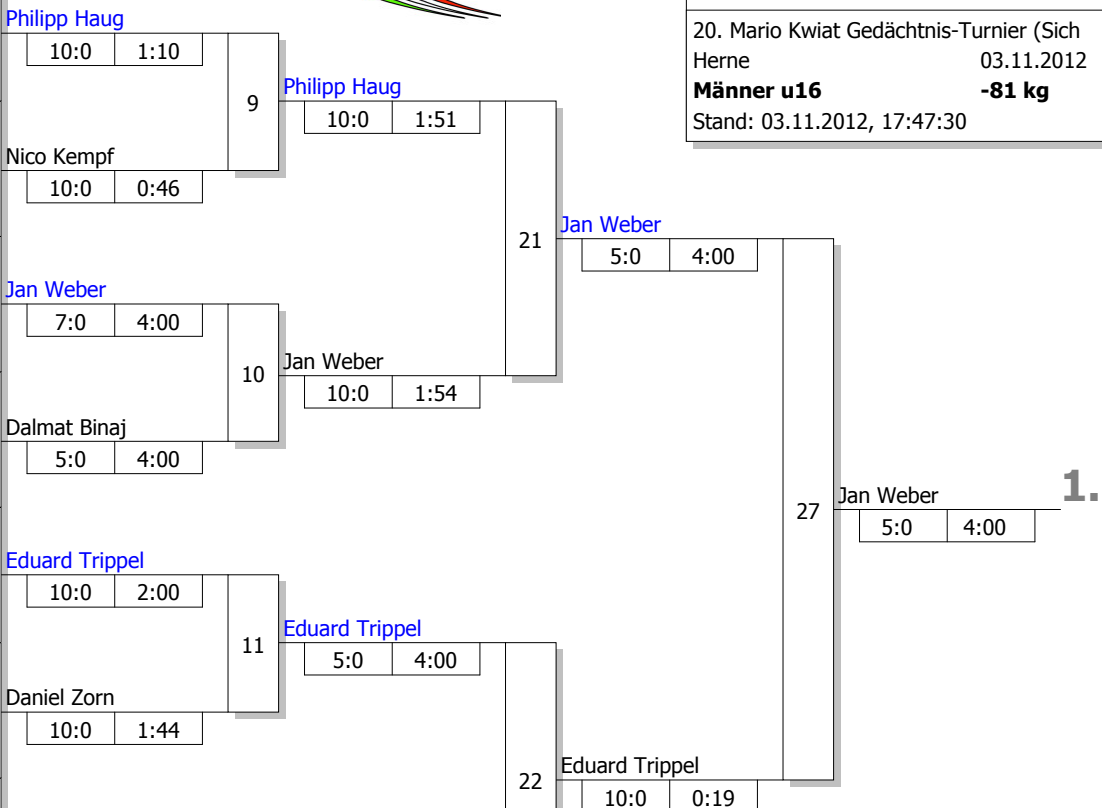 Philipp Haug
10:0 1:10
20. Mario Kwiat Gedächtnis-Turnier (Sich
Herne 03.11.2012
Männer u16 -81 kg
Stand: 03.11.2012, 17:47:30
9
Philipp Haug
10:0 1:51
Nico Kempf
10:0 0:46
21
Jan Weber
5:0 4:00
Jan Weber
7:0 4:00
10
Jan Weber
10:0 1:54
Dalmat Binaj
5:0 4:00
27
Jan Weber
1.
5:0 4:00
Eduard Trippel
10:0 2:00
11
Eduard Trippel
5:0 4:00
Daniel Zorn
10:0 1:44
22
Eduard Trippel
10:0 0:19